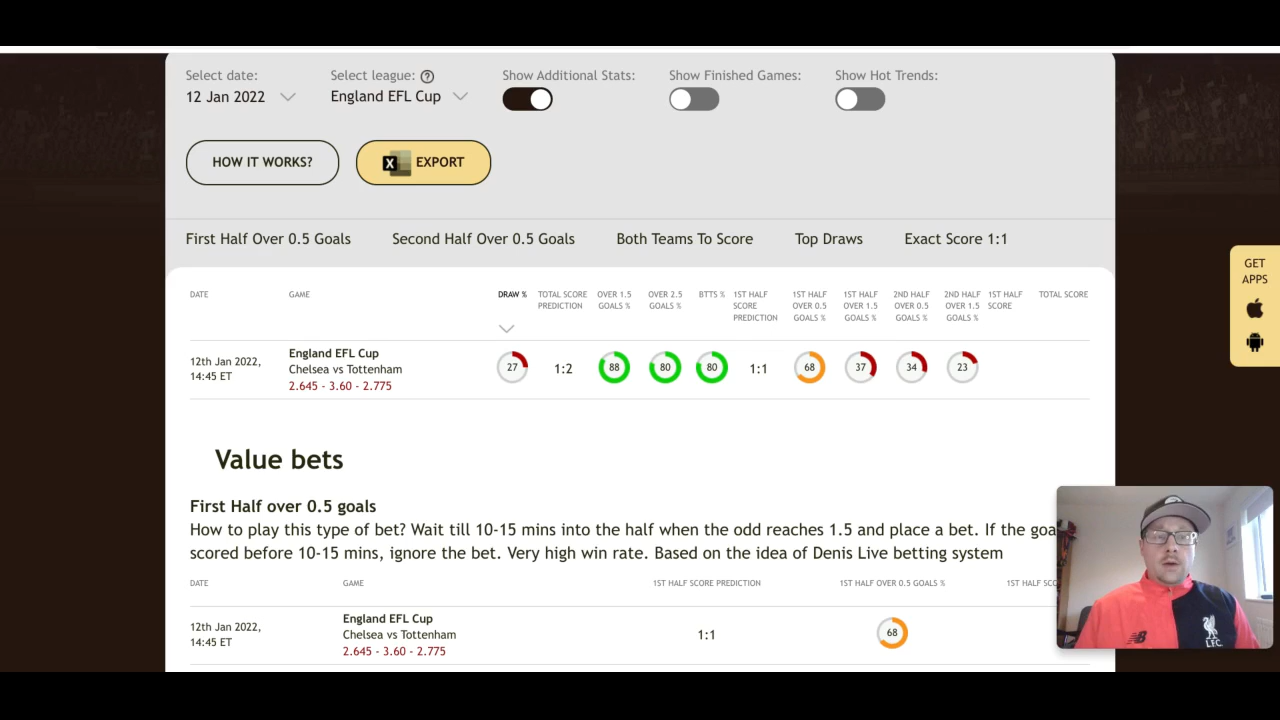 Select date:
12 Jan 2022
Select league: ?
England EFL Cup
Show Additional Stats:
Show Finished Games:
Show Hot Trends:
HOW IT WORKS?
X EXPORT
First Half Over 0.5 Goals
Second Half Over 0.5 Goals
Both Teams To Score
Top Draws
Exact Score 1:1
GET
APPS
DATE
GAME
DRAW %
TOTAL SCORE
PREDICTION
OVER 1.5
GOALS %
OVER 2.5
GOALS %
BTTS %
1ST HALF
SCORE
PREDICTION
1ST HALF
OVER 0.5
GOALS %
1ST HALF
OVER 1.5
GOALS %
2ND HALF
OVER 0.5
GOALS %
2ND HALF
OVER 1.5
GOALS %
1ST HALF
SCORE
TOTAL SCORE
12th Jan 2022,
14:45 ET
England EFL Cup
Chelsea vs Tottenham
2.645 - 3.60 - 2.775
27
1:2
88
80
80
1:1
68
37
34
23
Value bets
First Half over 0.5 goals
How to play this type of bet? Wait till 10-15 mins into the half when the odd reaches 1.5 and place a bet. If the goa
scored before 10-15 mins, ignore the bet. Very high win rate. Based on the idea of Denis Live betting system
DATE
GAME
1ST HALF SCORE PREDICTION
1ST HALF OVER 0.5 GOALS %
1ST HALF SCO
12th Jan 2022,
14:45 ET
England EFL Cup
Chelsea vs Tottenham
2.645 - 3.60 - 2.775
1:1
68
L.F.C.